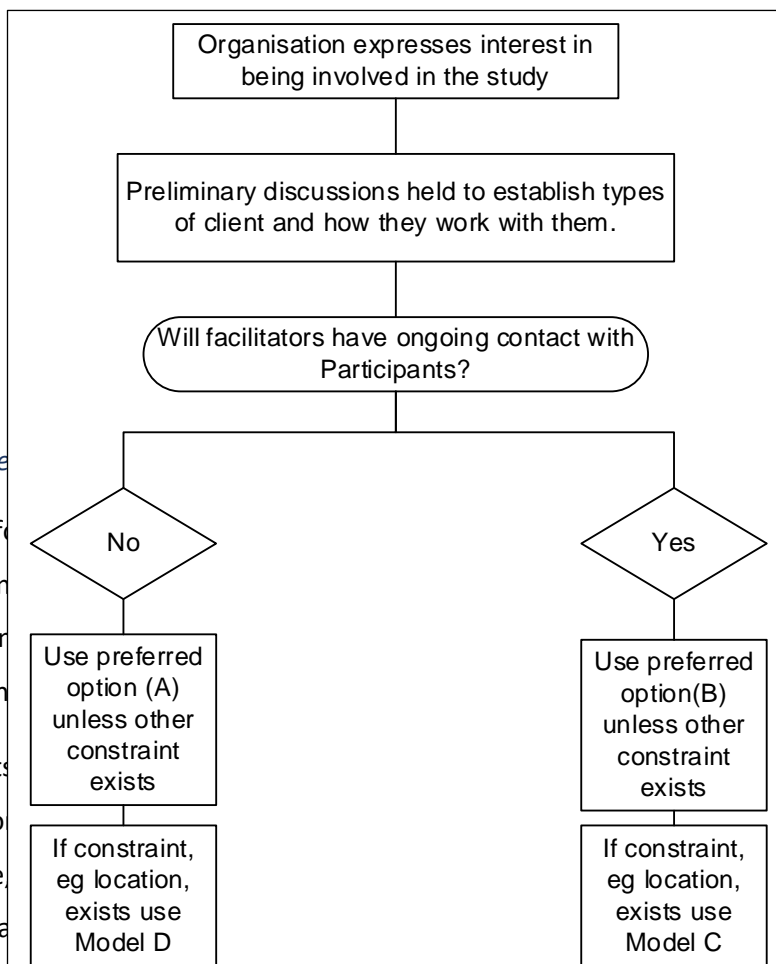 Organisation expresses interest in
being involved in the study
Preliminary discussions held to establish types
of client and how they work with them.
Will facilitators have ongoing contact with
Participants?
No
Yes
Use preferred
option (A)
unless other
constraint
exists
Use preferred
option(B)
unless other
constraint
exists
If constraint,
eg location,
exists use
Model D
If constraint,
eg location,
exists use
Model C